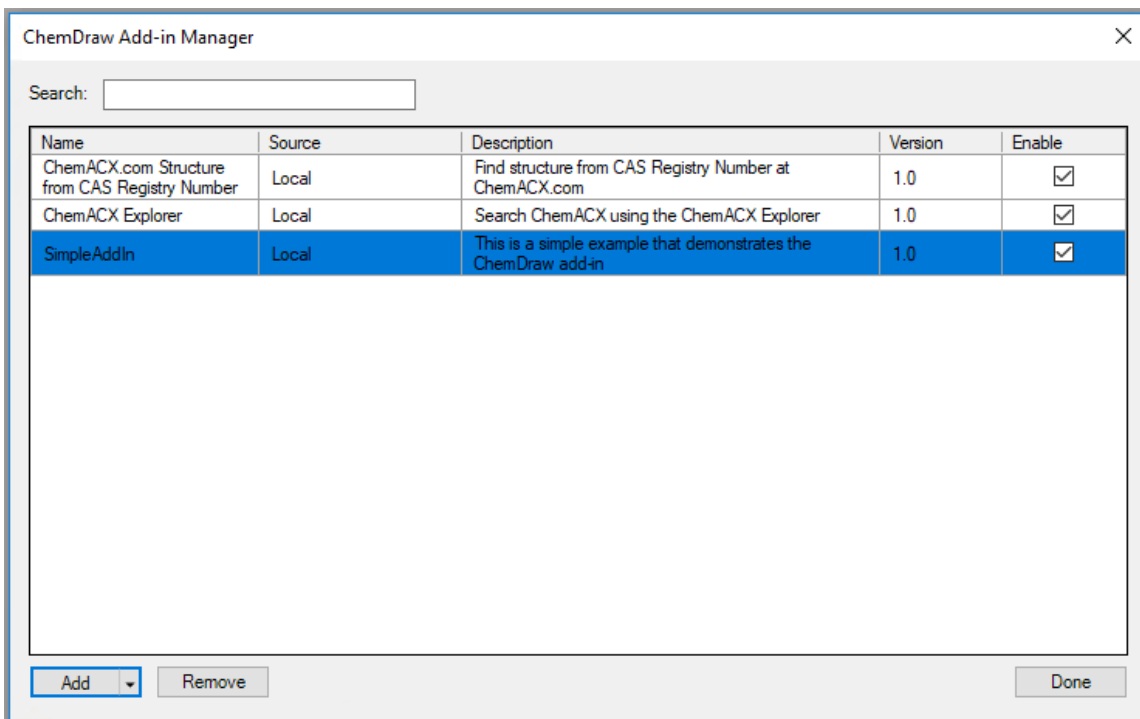 ChemDraw Add-in Manager
Search:
Name Source Description Version Enable
ChemACX.com Structure
from CAS Registry Number
Local
Find structure from CAS Registry Number at
ChemACX.com
1.0
ChemACX Explorer Local Search ChemACX using the ChemACX Explorer 1.0
SimpleAddIn
Local
This is a simple example that demonstrates the
ChemDraw add-in
1.0
Add Remove Done